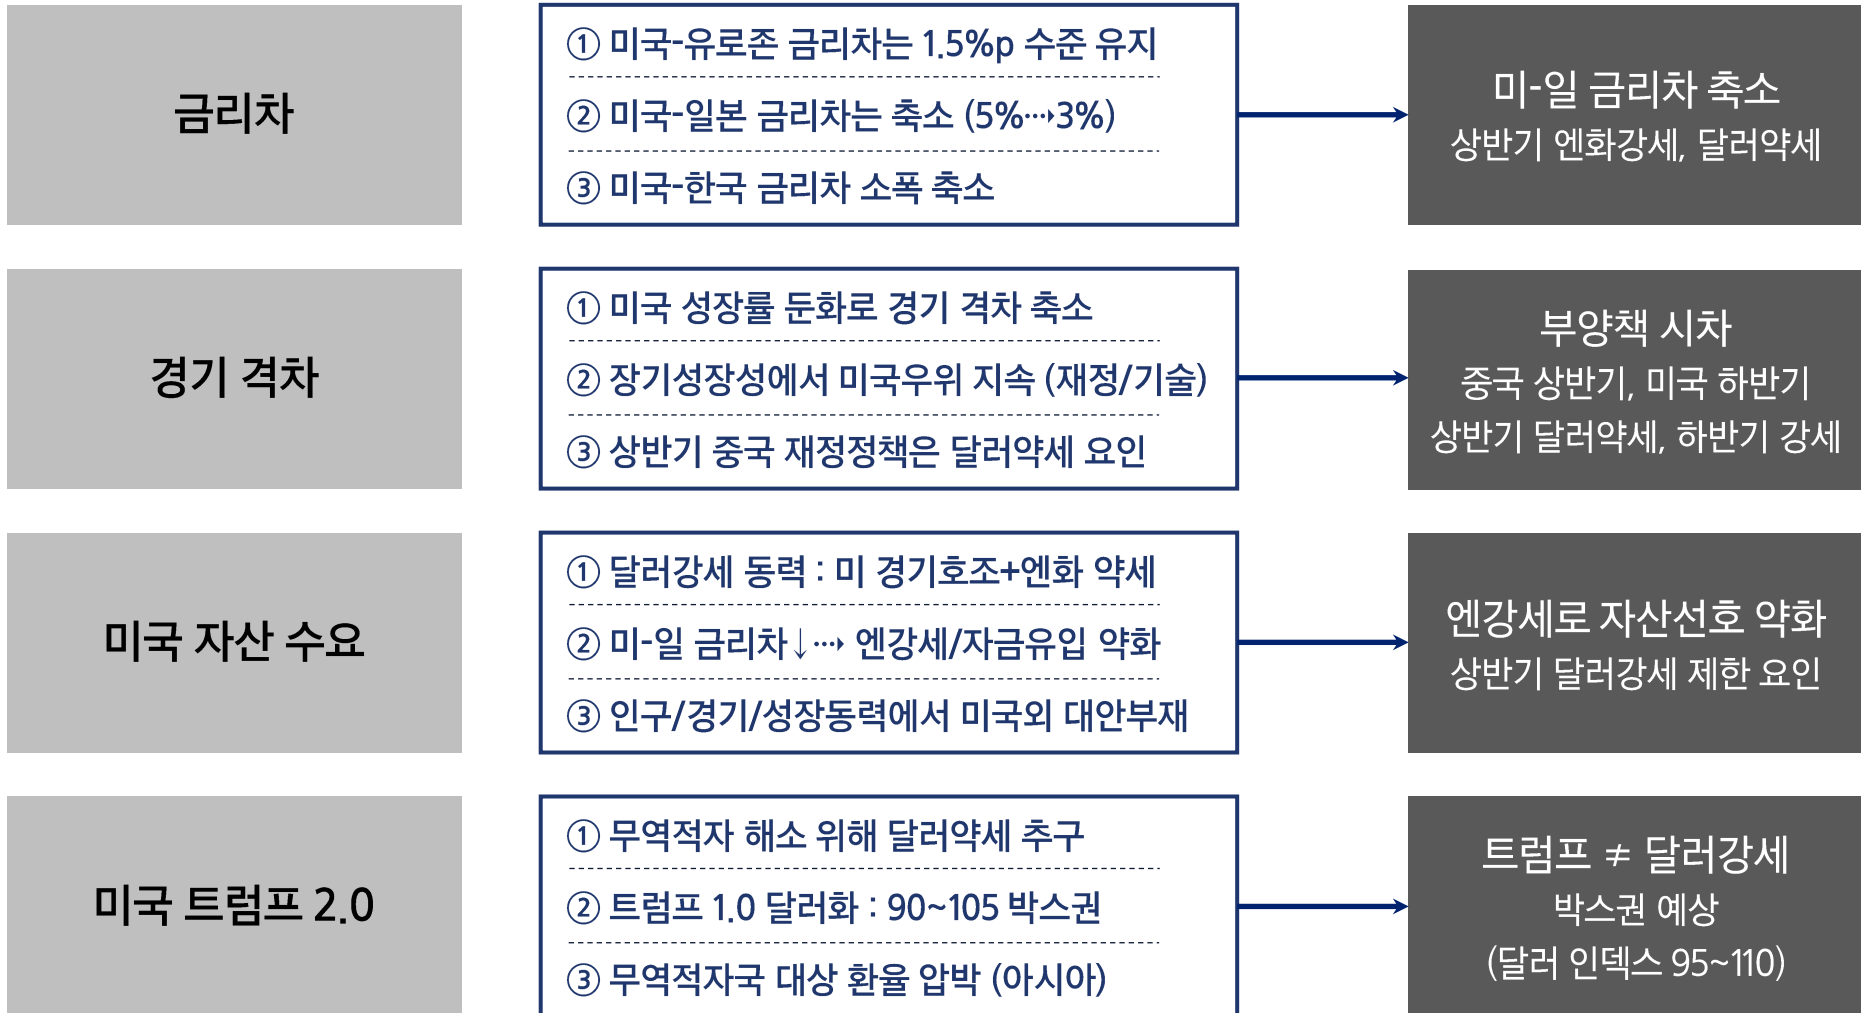 금리차
① 미국-유로존 금리차는 1.5%p 수준 유지
② 미국-일본 금리차는 축소 (5%⋯▸3%)
③ 미국-한국 금리차 소폭 축소
미-일 금리차 축소
상반기 엔화강세, 달러약세
경기 격차
① 미국 성장률 둔화로 경기 격차 축소
② 장기성장성에서 미국우위 지속 (재정/기술)
③ 상반기 중국 재정정책은 달러약세 요인
부양책 시차
중국 상반기, 미국 하반기
상반기 달러약세, 하반기 강세
미국 자산 수요
① 달러강세 동력 : 미 경기호조+엔화 약세
② 미-일 금리차↓⋯▸ 엔강세/자금유입 약화
③ 인구/경기/성장동력에서 미국외 대안부재
엔강세로 자산선호 약화
상반기 달러강세 제한 요인
미국 트럼프 2.0
① 무역적자 해소 위해 달러약세 추구
② 트럼프 1.0 달러화 : 90~105 박스권
③ 무역적자국 대상 환율 압박 (아시아)
트럼프 ≠ 달러강세
박스권 예상
(달러 인덱스 95~110)